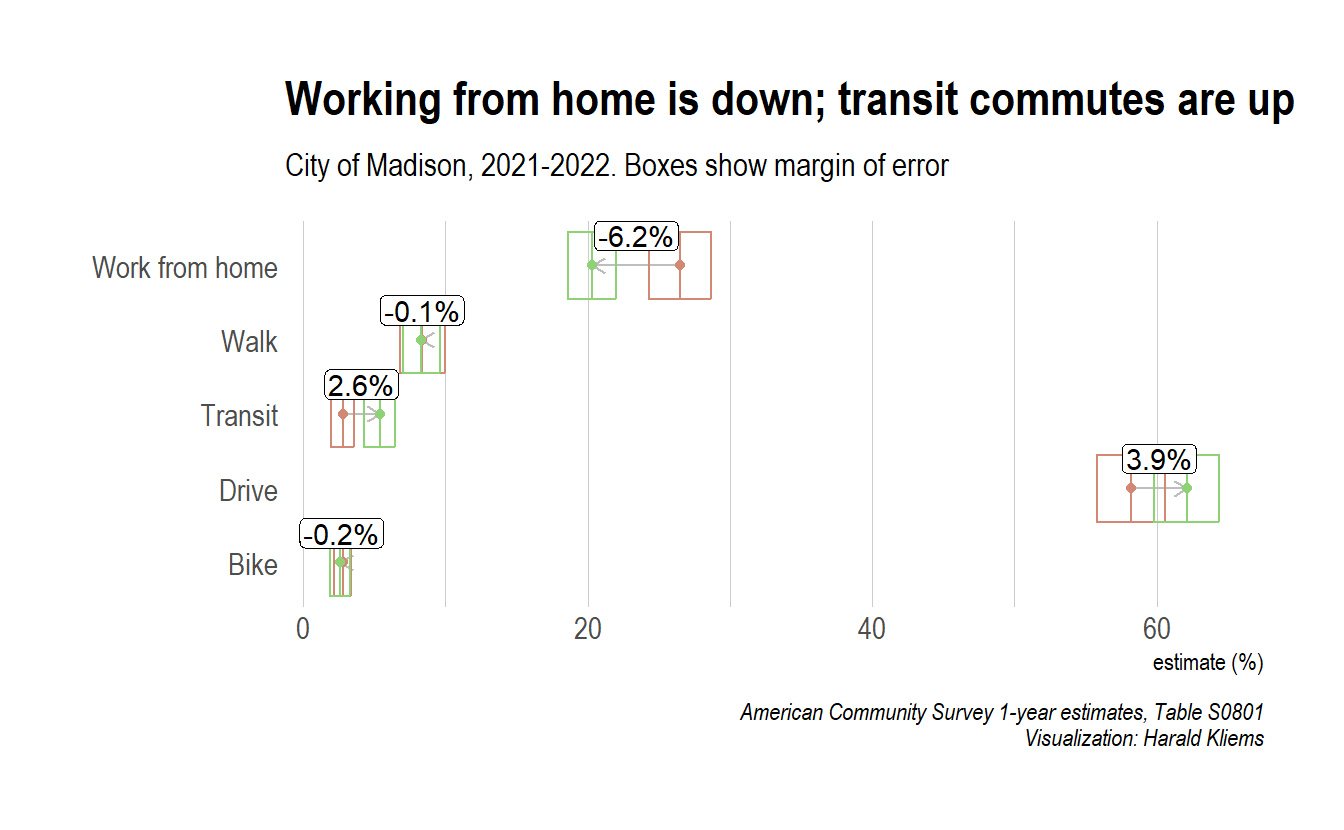 Working from home is down; transit commutes are up
City of Madison, 2021-2022. Boxes show margin of error
Work from home
-6.2%
Walk
-0.1%
Transit
2.6%
Drive
3.9%
Bike
-0.2%
0 20 40 60
estimate (%)
American Community Survey 1-year estimates, Table S0801
Visualization: Harald Kliems